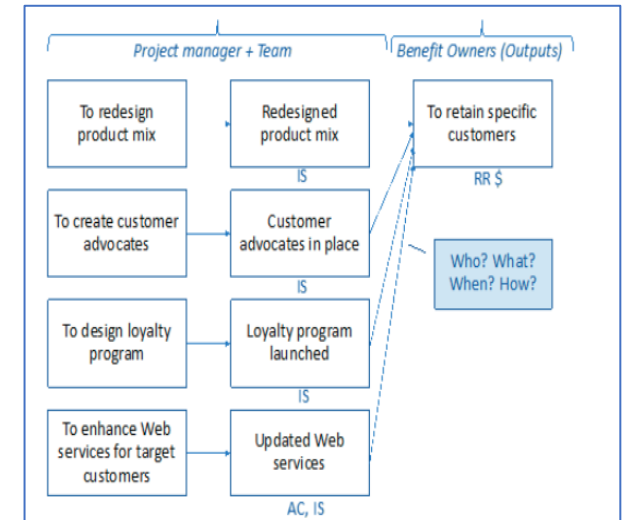 Project manager + Team
Benefit Owners (Outputs)
To redesign
product mix
Redesigned
product mix
IS
To retain specific
customers
RR $
To create customer
advocates
Customer
advocates in place
IS
Who? What?
When? How?
To design loyalty
program
Loyalty program
launched
IS
To enhance Web
services for target
customers
Updated Web
services
AC, IS